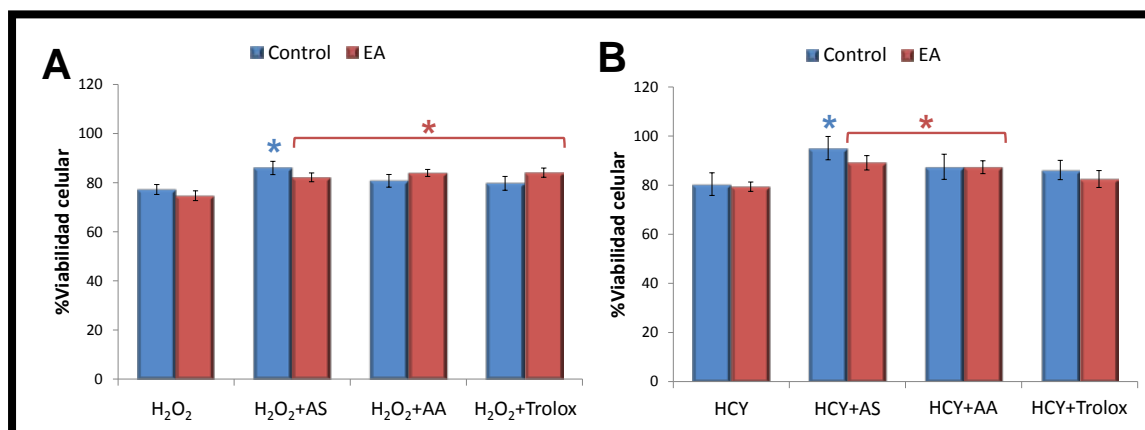 A
Control EA
%Viabilidad celular
120
100
80
60
40
20
0
*
*
H₂O₂ H₂O₂+AS H₂O₂+AA H₂O₂+Trolox
B
Control EA
%Viabilidad celular
120
100
80
60
40
20
0
*
*
HCY HCY+AS HCY+AA HCY+Trolox